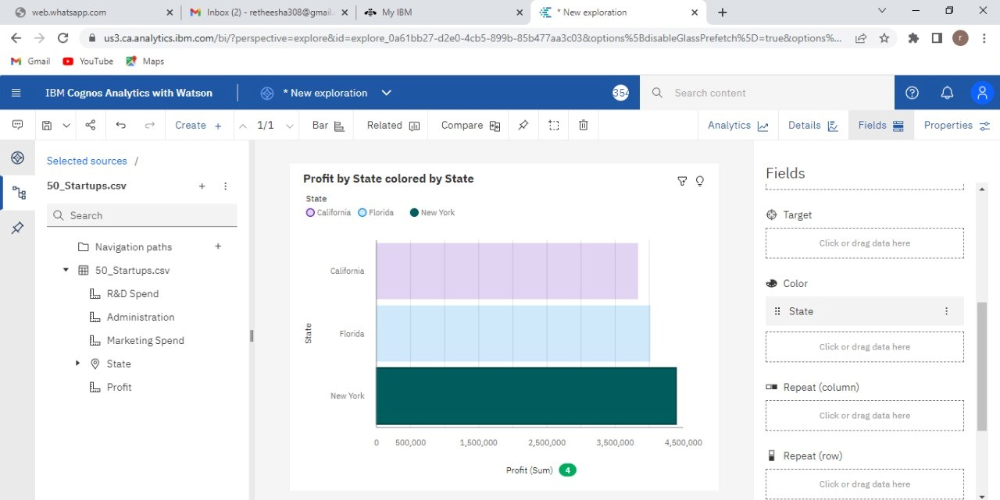 web.whatsapp.com
Inbox (2) - retheesha308@gmail.
My IBM
* New exploration
us3.ca.analytics.ibm.com/bi/?perspective=explore&id=explore_0a61bb27-d2e0-4cb5-899b-85b477aa3c03&options%5BdisableGlassPrefetch%5D=true&options%...
r
Gmail
YouTube
Maps
IBM Cognos Analytics with Watson
* New exploration
354
Search content
Create +
1/1
Bar
Related
Compare
Analytics
Details
Fields
Properties
Selected sources /
50_Startups.csv
Search
Navigation paths
50_Startups.csv
R&D Spend
Administration
Marketing Spend
State
Profit
Profit by State colored by State
State
California
Florida
New York
California
Florida
New York
State
0
500,000
1,500,000
2,500,000
3,500,000
4,500,000
Profit (Sum) 4
Fields
Target
Click or drag data here
Color
State
Click or drag data here
Repeat (column)
Click or drag data here
Repeat (row)
Click or drag data here